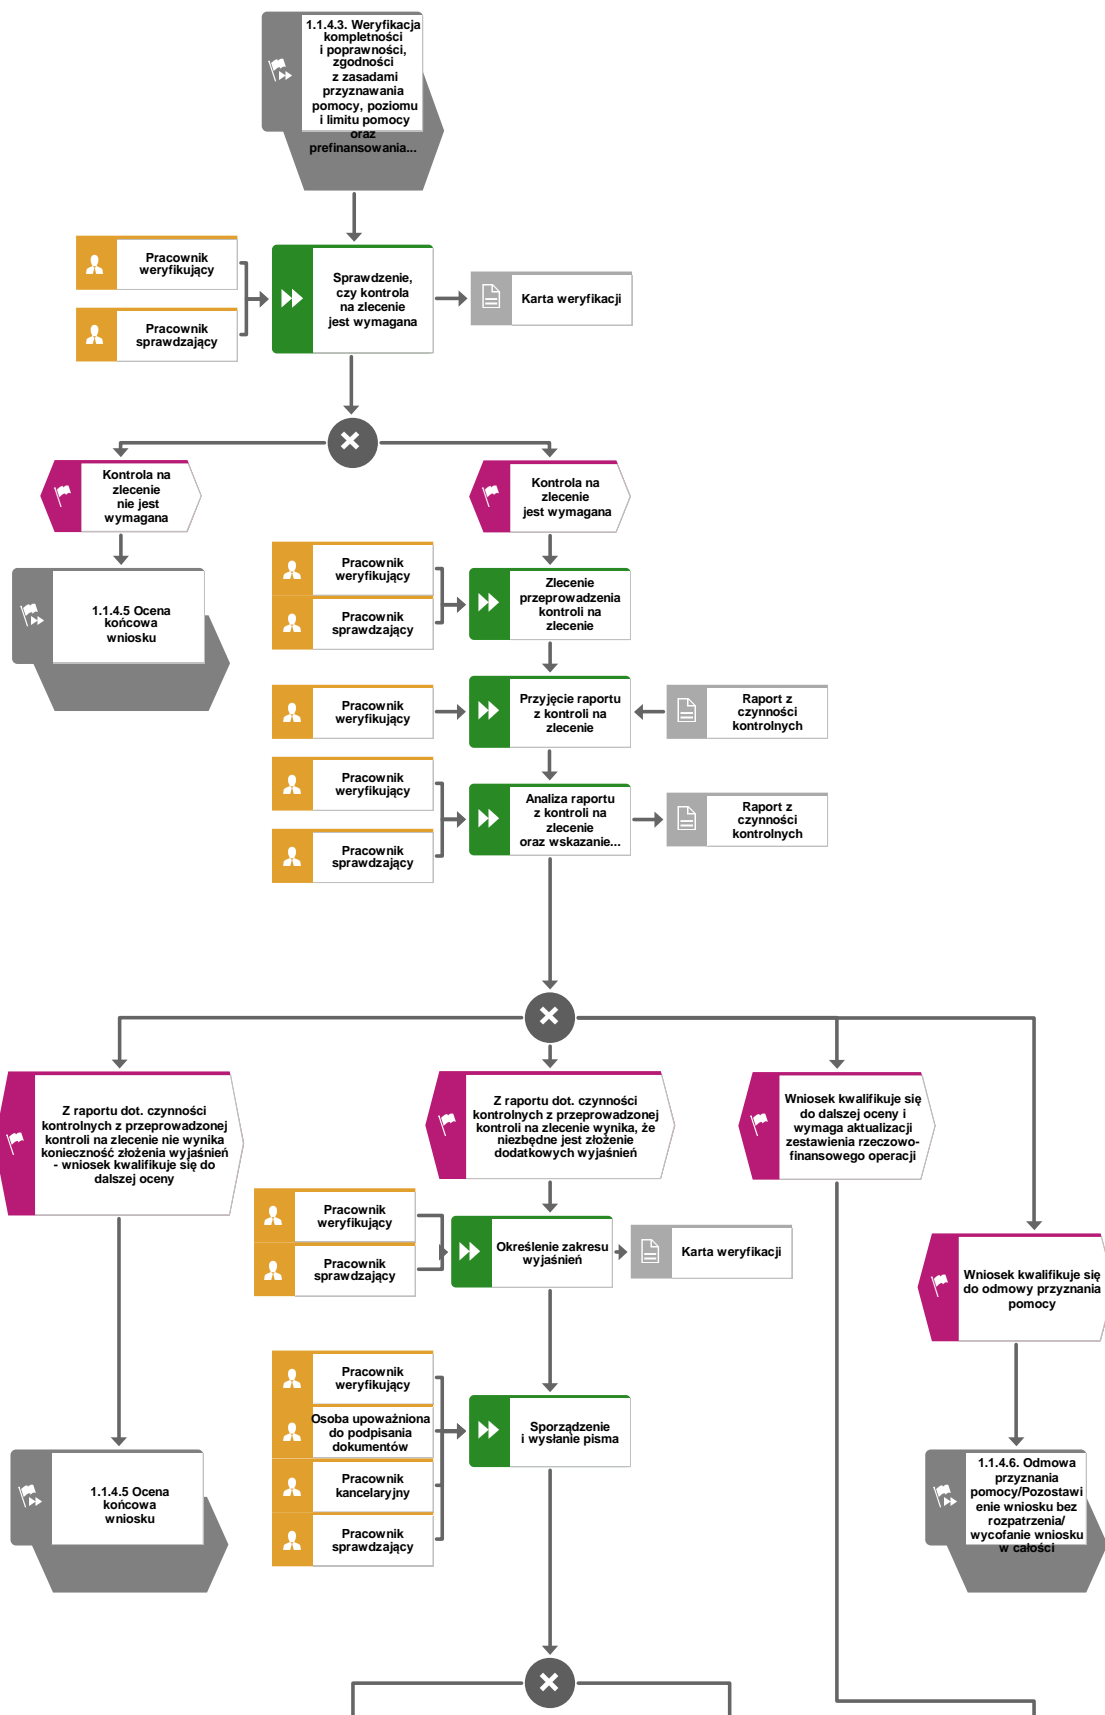 1.1.4.3. Weryfikacja
kompletności
i poprawności,
zgodności
z zasadami
przyznawania
pomocy, poziomu
i limitu pomocy
oraz
prefinansowania...
Pracownik
weryfikujący
Pracownik
sprawdzający
Sprawdzenie,
czy kontrola
na zlecenie
jest wymagana
Karta weryfikacji
Kontrola na
zlecenie
nie jest
wymagana
Kontrola na
zlecenie
jest wymagana
1.1.4.5 Ocena
końcowa
wniosku
Pracownik
weryfikujący
Pracownik
sprawdzający
Zlecenie
przeprowadzenia
kontroli na
zlecenie
Pracownik
weryfikujący
Przyjęcie raportu
z kontroli na
zlecenie
Raport z
czynności
kontrolnych
Pracownik
weryfikujący
Pracownik
sprawdzający
Analiza raportu
z kontroli na
zlecenie
oraz wskazanie...
Raport z
czynności
kontrolnych
Z raportu dot. czynności
kontrolnych z przeprowadzonej
kontroli na zlecenie nie wynika
konieczność złożenia wyjaśnień
- wniosek kwalifikuje się do
dalszej oceny
Z raportu dot. czynności
kontrolnych z przeprowadzonej
kontroli na zlecenie wynika, że
niezbędne jest złożenie
dodatkowych wyjaśnień
Wniosek kwalifikuje się
do dalszej oceny i
wymaga aktualizacji
zestawienia rzeczowo-
finansowego operacji
Pracownik
weryfikujący
Pracownik
sprawdzający
Określenie zakresu
wyjaśnień
Karta weryfikacji
Wniosek kwalifikuje się
do odmowy przyznania
pomocy
Pracownik
weryfikujący
Osoba upoważniona
do podpisania
dokumentów
Pracownik
kancelaryjny
Pracownik
sprawdzający
Sporządzenie
i wysłanie pisma
1.1.4.5 Ocena
końcowa
wniosku
1.1.4.6. Odmowa
przyznania
pomocy/Pozostawi
enie wniosku bez
rozpatrzenia/
wycofanie wniosku
w całości